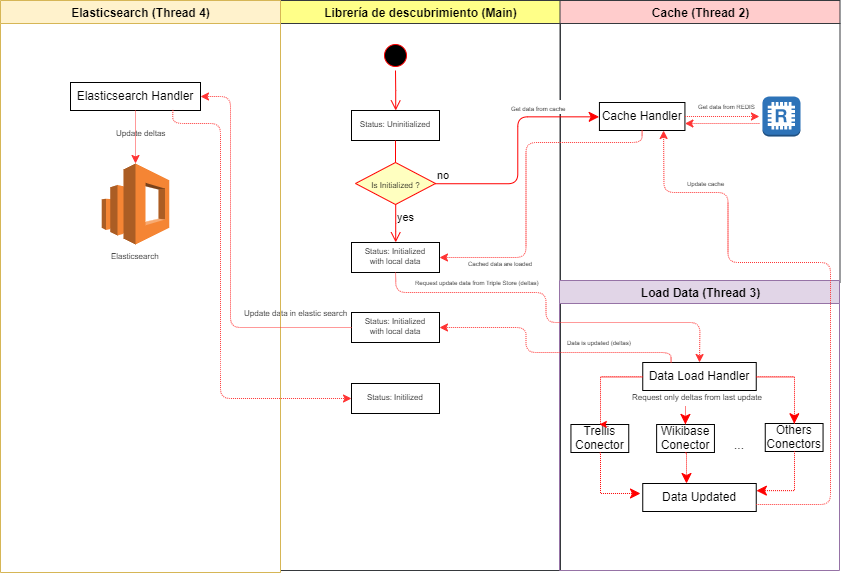 Elasticsearch (Thread 4)
Librería de descubrimiento (Main)
Cache (Thread 2)
Elasticsearch Handler
Update deltas
Elasticsearch
Status: Uninitialized
Is Initialized ?
no
yes
Get data from cache
Cache Handler
Get data from REDIS
R
Update cache
Status: Initialized
with local data
Cached data are loaded
Request update data from Triple Store (deltas)
Load Data (Thread 3)
Update data in elastic search
Status: Initialized
with local data
Data is updated (deltas)
Status: Initilized
Data Load Handler
Request only deltas from last update
Trellis
Conector
Wikibase
Conector
...
Others
Conectors
Data Updated